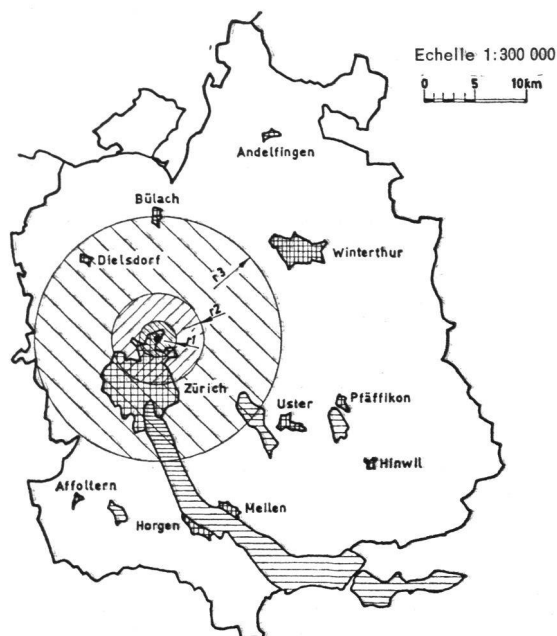 Echelle 1:300 000
0 5 10km
Andelfingen
Bülach
Winterthur
Dielsdorf
r3
r2
r1
Zürich
Uster
Pfäffikon
Hinwil
Affoltern
Meilen
Horgen